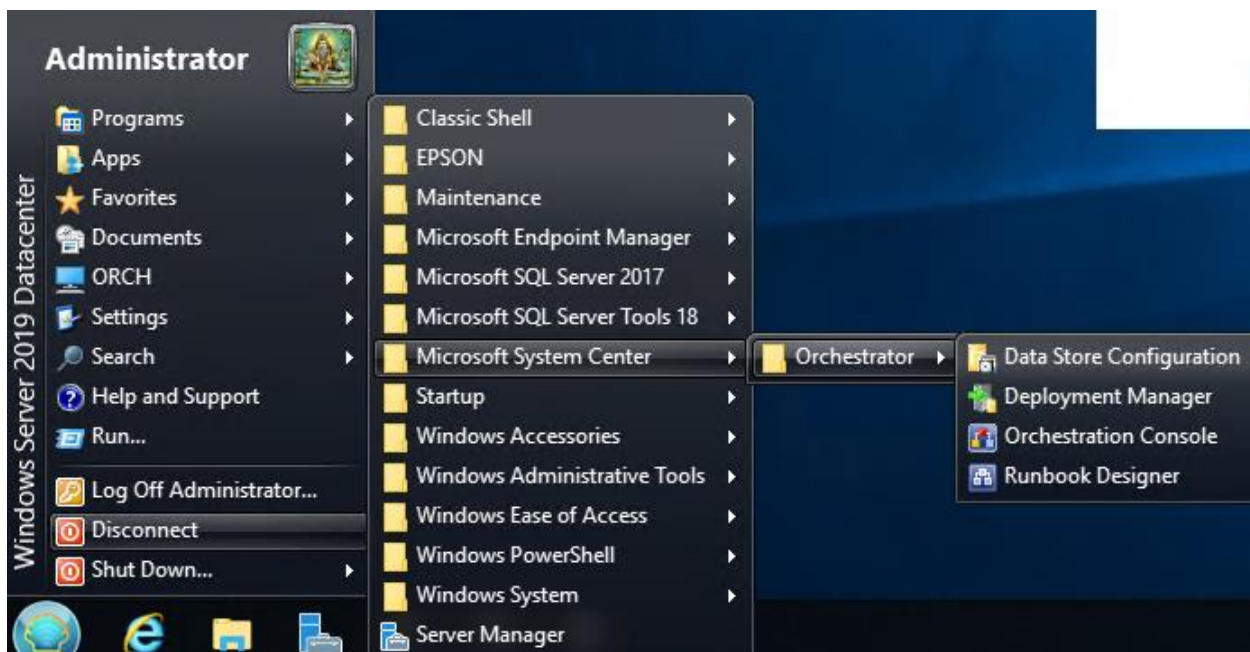 Administrator
Windows Server 2019 Datacenter
Programs
Apps
Favorites
Documents
ORCH
Settings
Search
Help and Support
Run...
Log Off Administrator...
Disconnect
Shut Down...
Classic Shell
EPSON
Maintenance
Microsoft Endpoint Manager
Microsoft SQL Server 2017
Microsoft SQL Server Tools 18
Microsoft System Center
Startup
Windows Accessories
Windows Administrative Tools
Windows Ease of Access
Windows PowerShell
Windows System
Server Manager
Orchestrator
Data Store Configuration
Deployment Manager
Orchestration Console
Runbook Designer